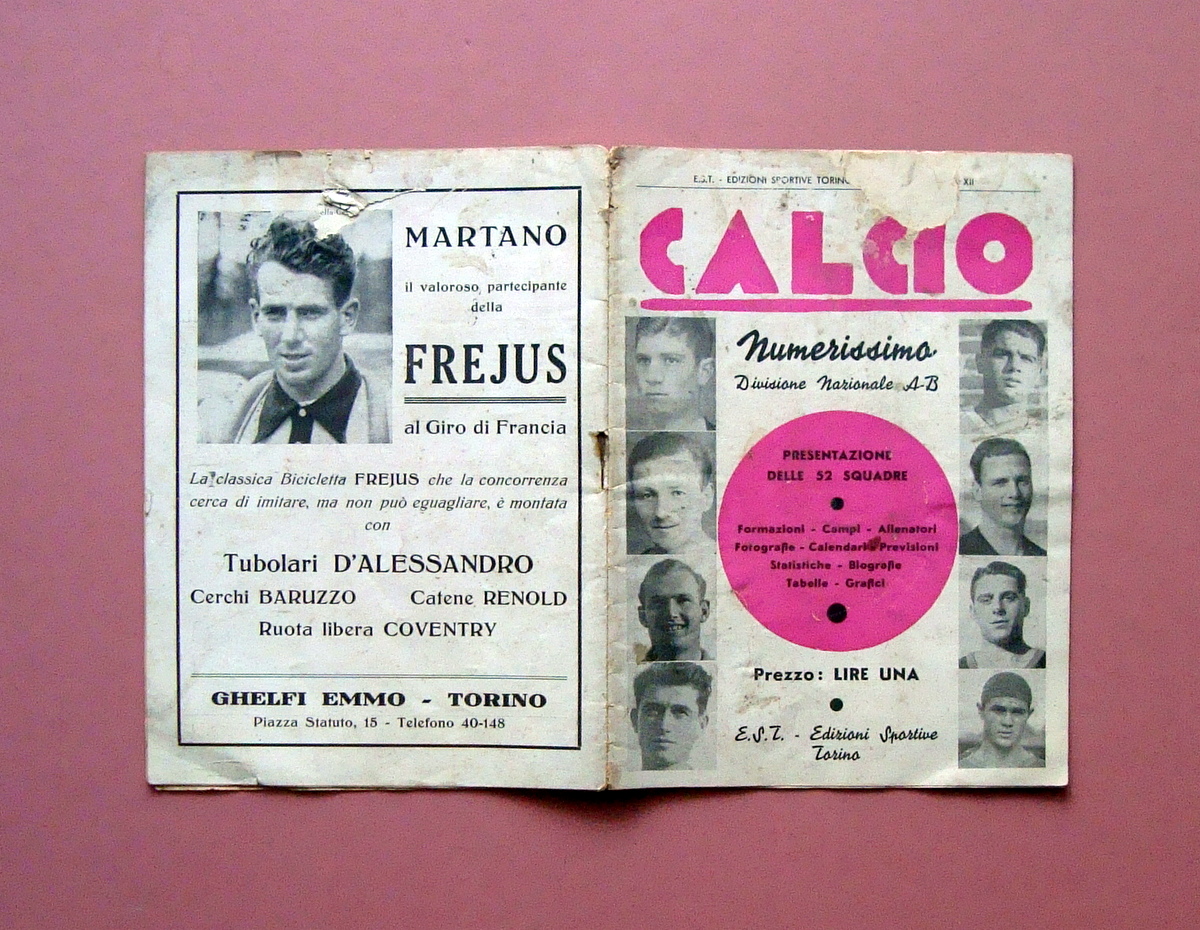 MARTANO
il valoroso partecipante
della
FREJUS
al Giro di Francia
La classica Bicicletta FREJUS che la concorrenza
cerca di imitare, ma non può eguagliare, è montata
con
Tubolari D'ALESSANDRO
Cerchi BARUZZO Catene RENOLD
Ruota libera COVENTRY
GHELFI EMMO - TORINO
Piazza Statuto, 15 - Telefono 40-148
E.S.T. - EDIZIONI SPORTIVE TORINO XII
CALCIO
Numerissimo
Divisione Nazionale A-B
PRESENTAZIONE
DELLE 52 SQUADRE
Formazioni - Campi - Allenatori
Fotografie - Calendari - Previsioni
Statistiche - Biografie
Tabelle - Grafici
Prezzo: LIRE UNA
E.S.T. - Edizioni Sportive
Torino